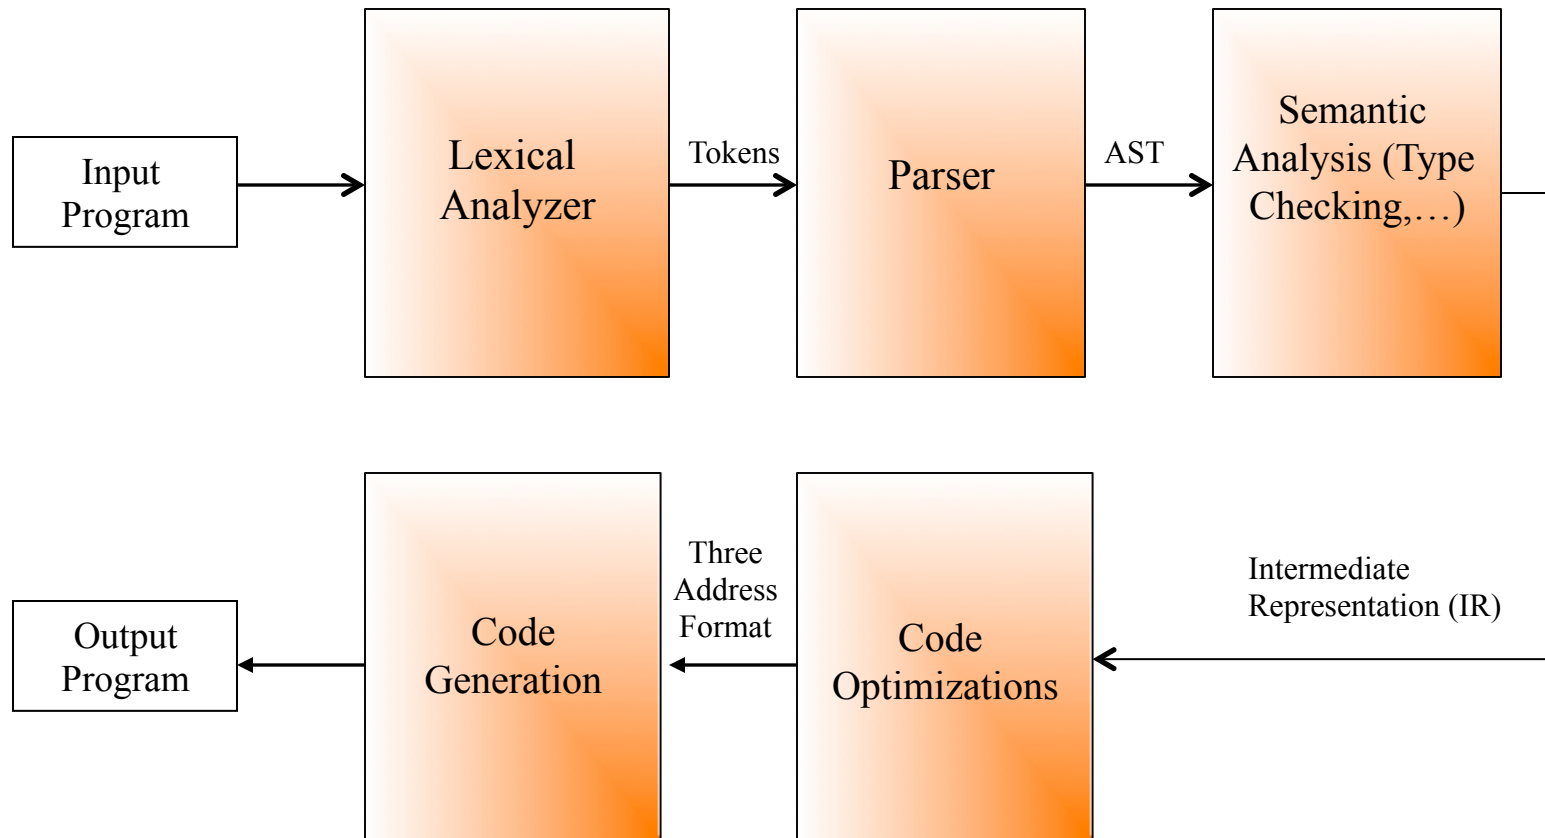 Input
Program
Lexical
Analyzer
Tokens
Parser
AST
Semantic
Analysis (Type
Checking,…)
Intermediate
Representation (IR)
Code
Optimizations
Three
Address
Format
Code
Generation
Output
Program